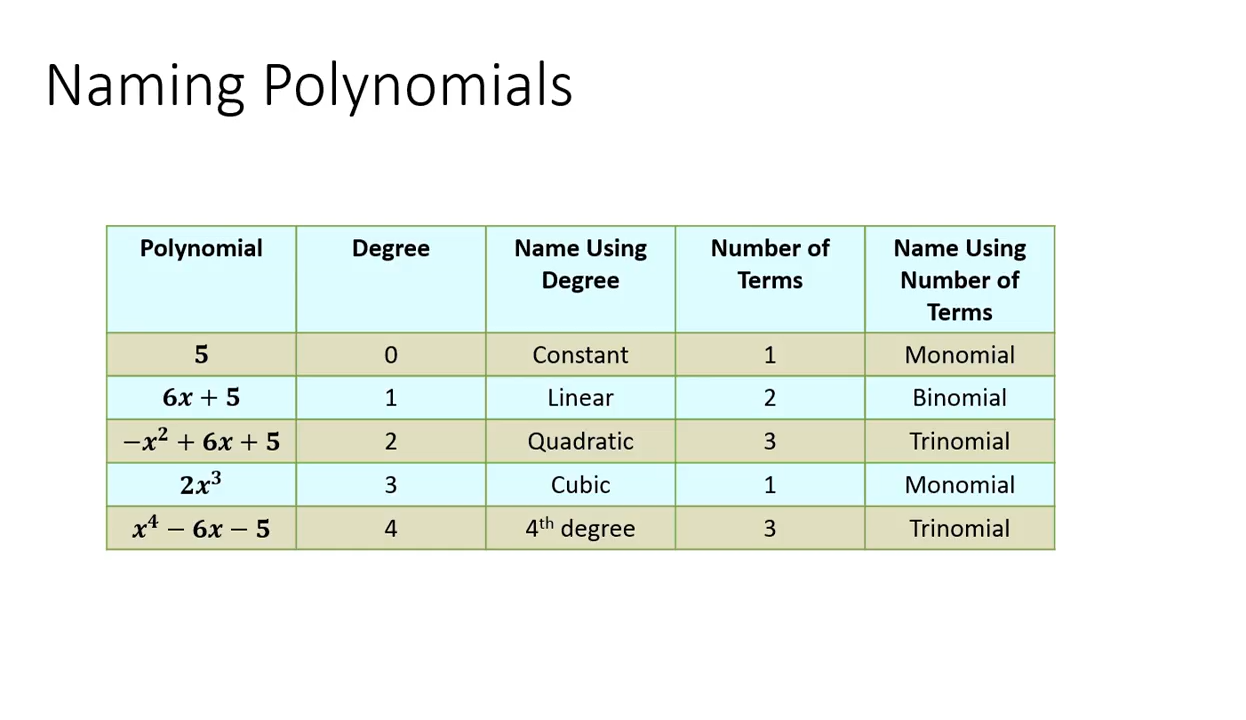 Naming Polynomials
Polynomial Degree Name Using Degree Number of Terms Name Using Number of Terms
5 0 Constant 1 Monomial
6x + 5 1 Linear 2 Binomial
−x² + 6x + 5 2 Quadratic 3 Trinomial
2x³ 3 Cubic 1 Monomial
x⁴ − 6x − 5 4 4th degree 3 Trinomial